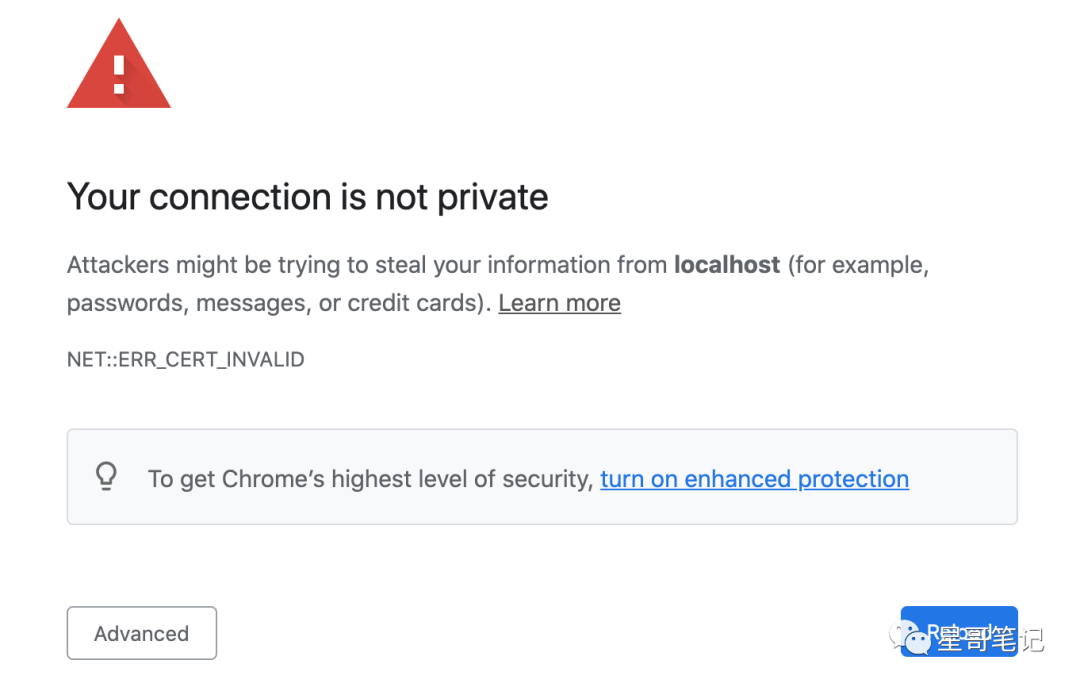 Your connection is not private
Attackers might be trying to steal your information from localhost (for example,
passwords, messages, or credit cards). Learn more
NET::ERR_CERT_INVALID
To get Chrome’s highest level of security, turn on enhanced protection
Advanced
Reload
星哥笔记